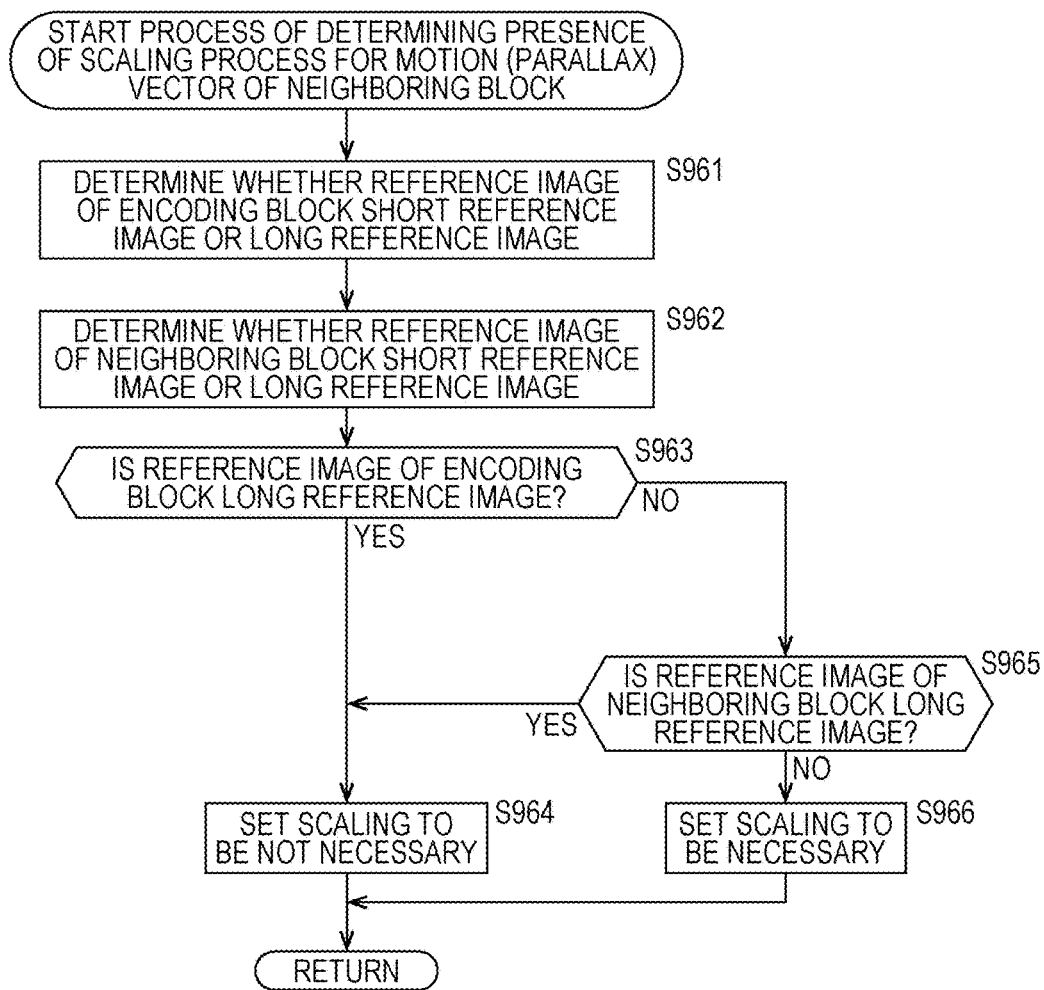 START PROCESS OF DETERMINING PRESENCE
OF SCALING PROCESS FOR MOTION (PARALLAX)
VECTOR OF NEIGHBORING BLOCK
S961
DETERMINE WHETHER REFERENCE IMAGE
OF ENCODING BLOCK SHORT REFERENCE
IMAGE OR LONG REFERENCE IMAGE
S962
DETERMINE WHETHER REFERENCE IMAGE
OF NEIGHBORING BLOCK SHORT REFERENCE
IMAGE OR LONG REFERENCE IMAGE
S963
IS REFERENCE IMAGE OF ENCODING
BLOCK LONG REFERENCE IMAGE?
NO
YES
S965
IS REFERENCE IMAGE OF
NEIGHBORING BLOCK LONG
REFERENCE IMAGE?
YES
NO
S964
SET SCALING TO
BE NOT NECESSARY
S966
SET SCALING TO
BE NECESSARY
RETURN